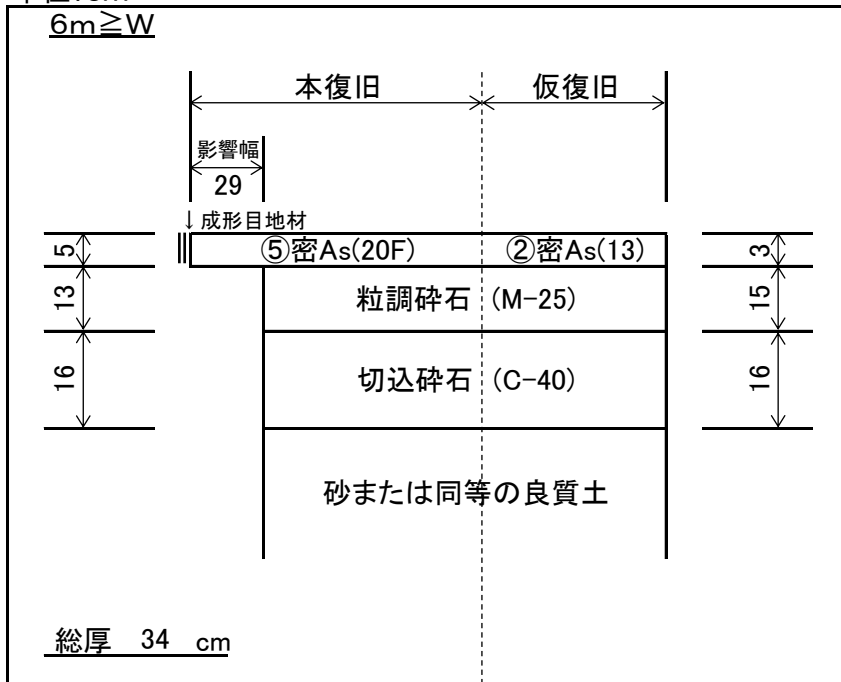 6m≧W
本復旧
仮復旧
影響幅
29
↓成形目地材
5
⑤密As(20F)
②密As(13)
3
13
粒調砕石 (M-25)
15
16
切込砕石 (C-40)
16
砂または同等の良質土
総厚 34 cm